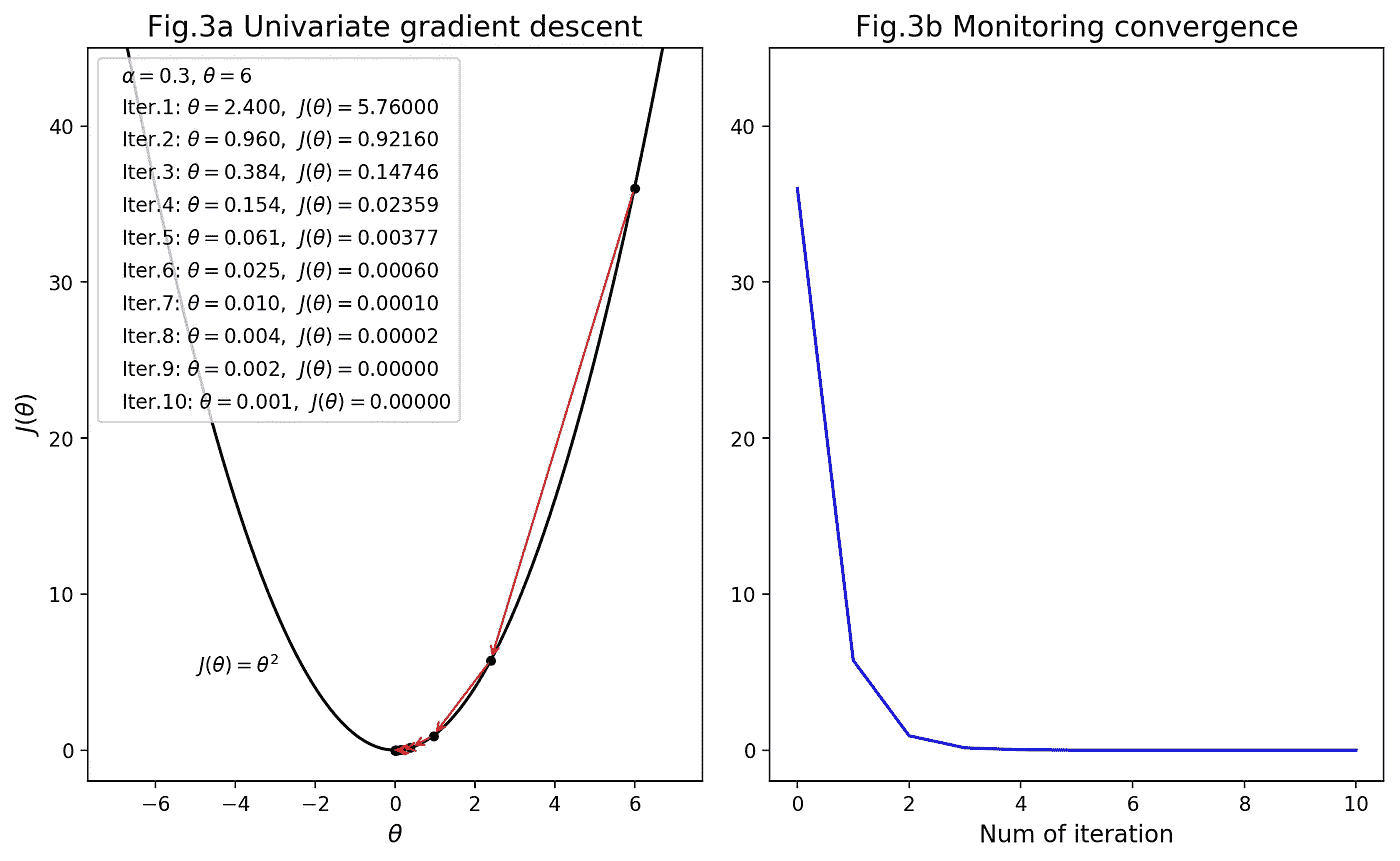 Fig.3a Univariate gradient descent
α = 0.3, θ = 6
Iter.1: θ = 2.400, J(θ) = 5.76000
Iter.2: θ = 0.960, J(θ) = 0.92160
Iter.3: θ = 0.384, J(θ) = 0.14746
Iter.4: θ = 0.154, J(θ) = 0.02359
Iter.5: θ = 0.061, J(θ) = 0.00377
Iter.6: θ = 0.025, J(θ) = 0.00060
Iter.7: θ = 0.010, J(θ) = 0.00010
Iter.8: θ = 0.004, J(θ) = 0.00002
Iter.9: θ = 0.002, J(θ) = 0.00000
Iter.10: θ = 0.001, J(θ) = 0.00000
J(θ) = θ²
J(θ)
40
30
20
10
0
−6 −4 −2 0 2 4 6
θ
Fig.3b Monitoring convergence
40
30
20
10
0
0 2 4 6 8 10
Num of iteration